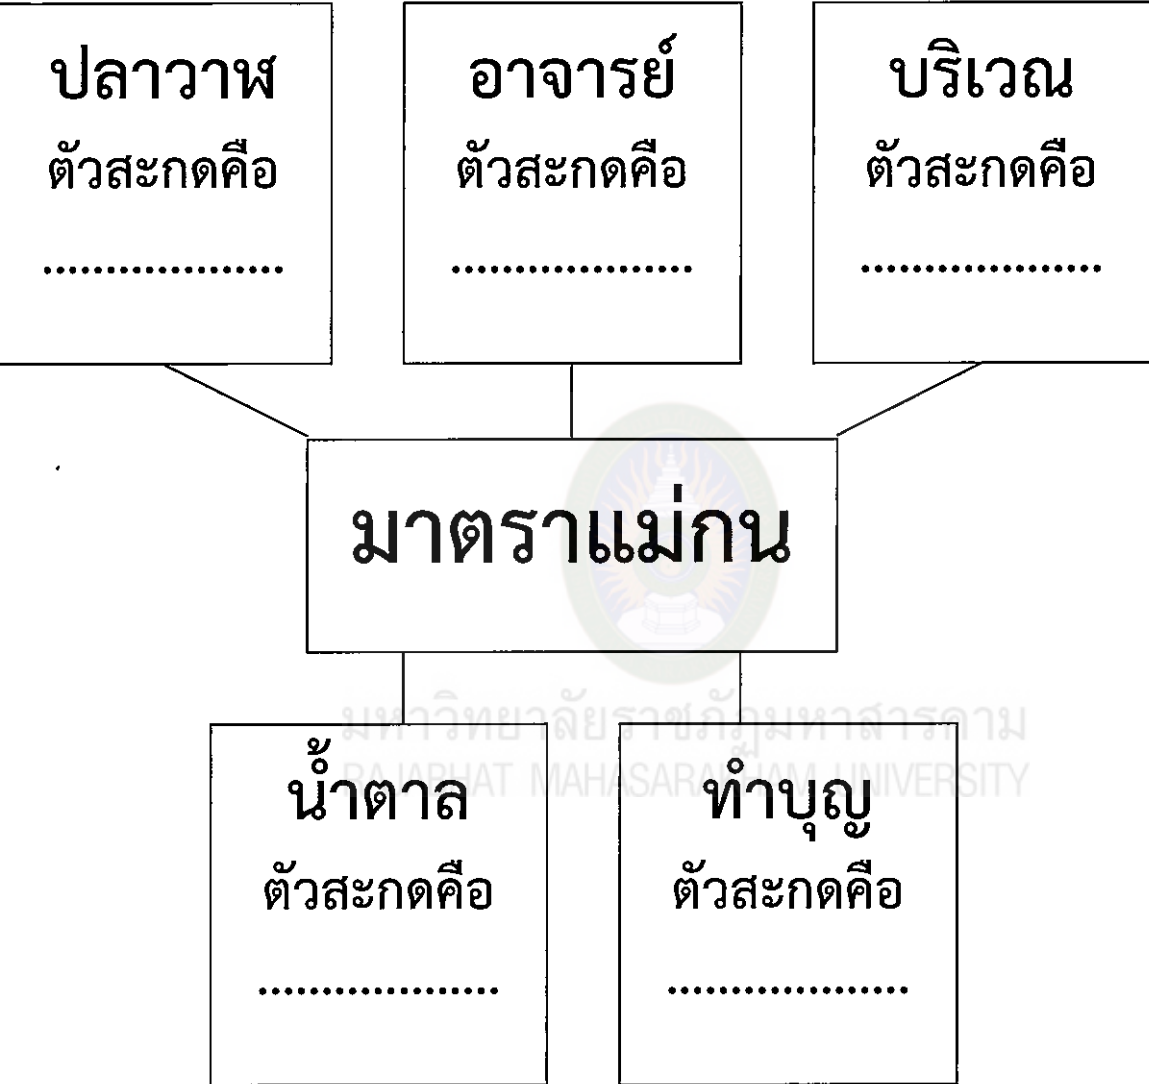 ปลาวาฬ
ตัวสะกดคือ
...................
อาจารย์
ตัวสะกดคือ
...................
บริเวณ
ตัวสะกดคือ
...................
มาตราแม่กน
มหาวิทยาลัยราชภัฏมหาสารคาม
RAJABHAT MAHASARAKHAM UNIVERSITY
น้ำตาล
ตัวสะกดคือ
...................
ทำบุญ
ตัวสะกดคือ
...................